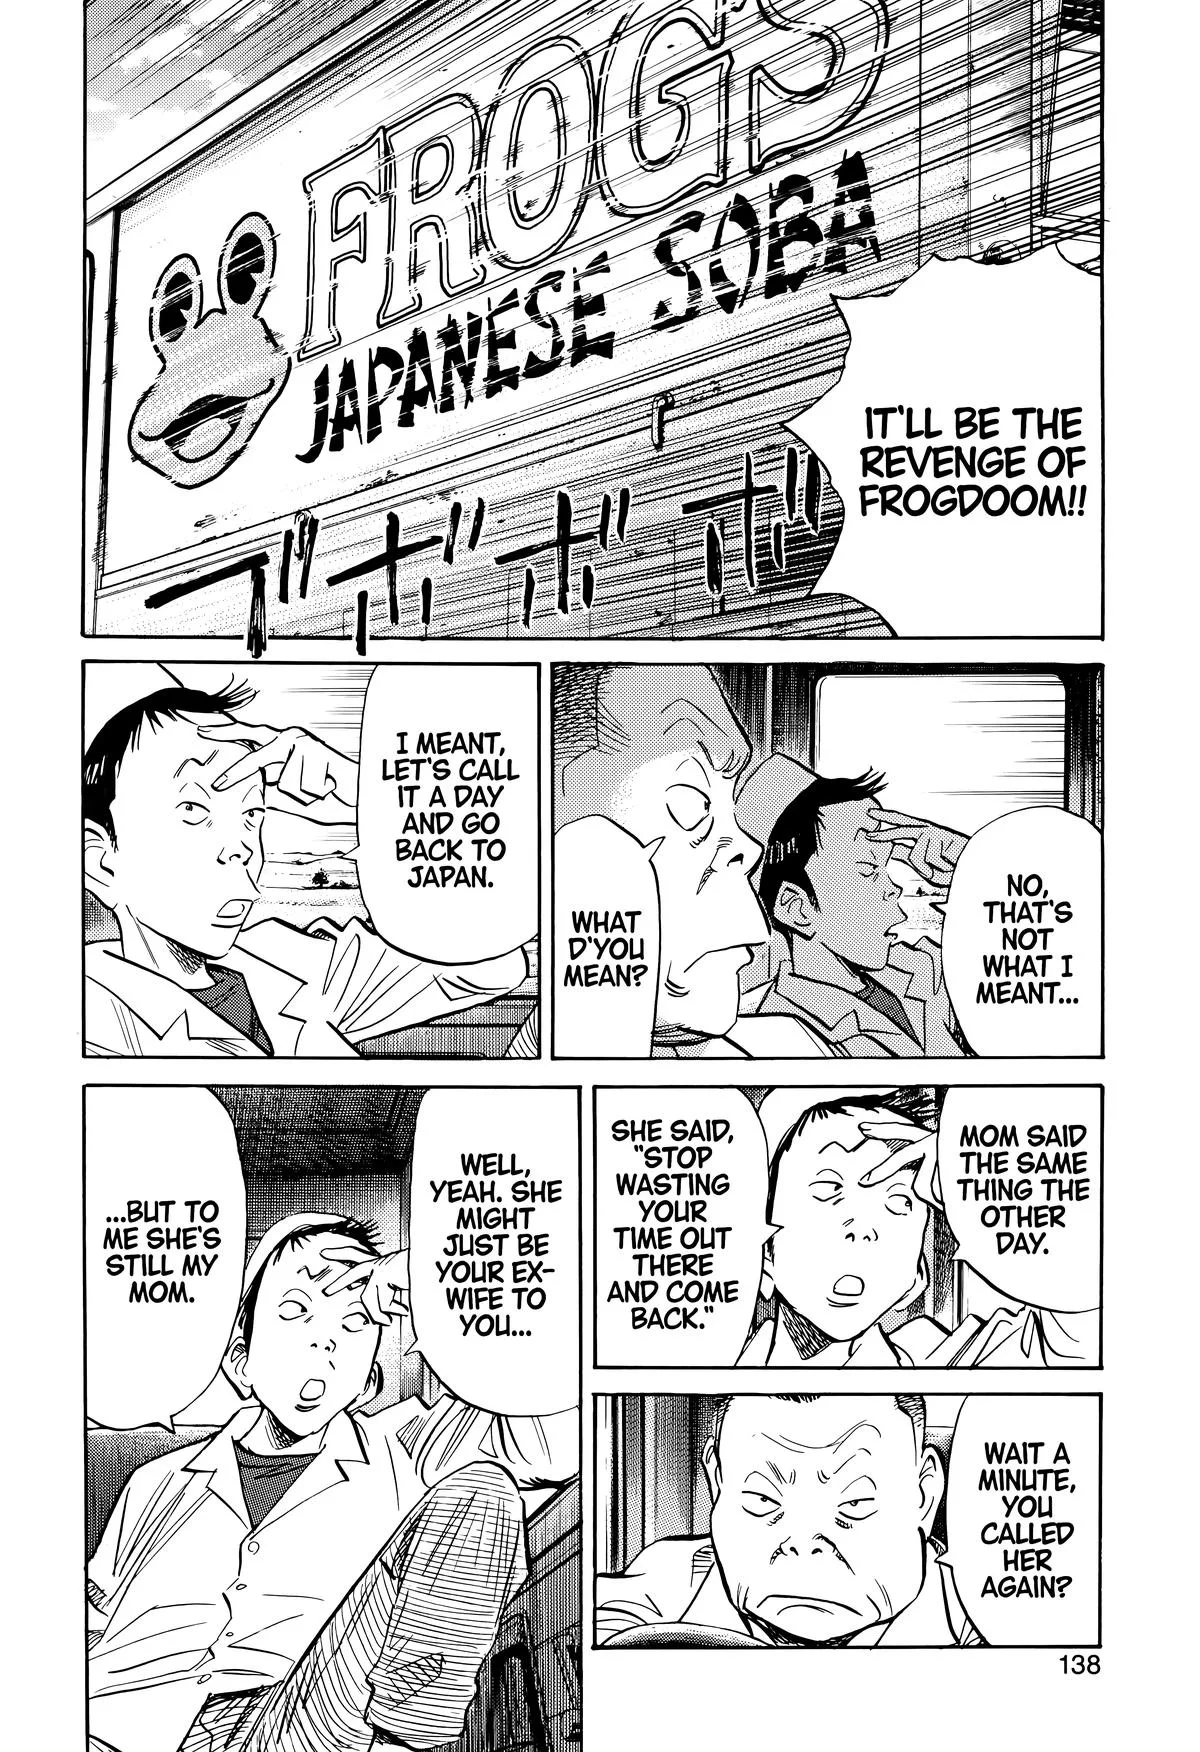 FROGS
JAPANESE SOBA
IT'LL BE THE
REVENGE OF
FROGDOOM!!
ブボボボ
NO,
THAT'S
NOT
WHAT I
MEANT...
WHAT
D'YOU
MEAN?
I MEANT,
LET'S CALL
IT A DAY
AND GO
BACK TO
JAPAN.
MOM SAID
THE SAME
THING THE
OTHER
DAY.
SHE SAID,
"STOP
WASTING
YOUR
TIME OUT
THERE
AND COME
BACK."
WAIT A
MINUTE,
YOU
CALLED
HER
AGAIN?
WELL,
YEAH. SHE
MIGHT
JUST BE
YOUR EX-
WIFE TO
YOU...
...BUT TO
ME SHE'S
STILL MY
MOM.
138